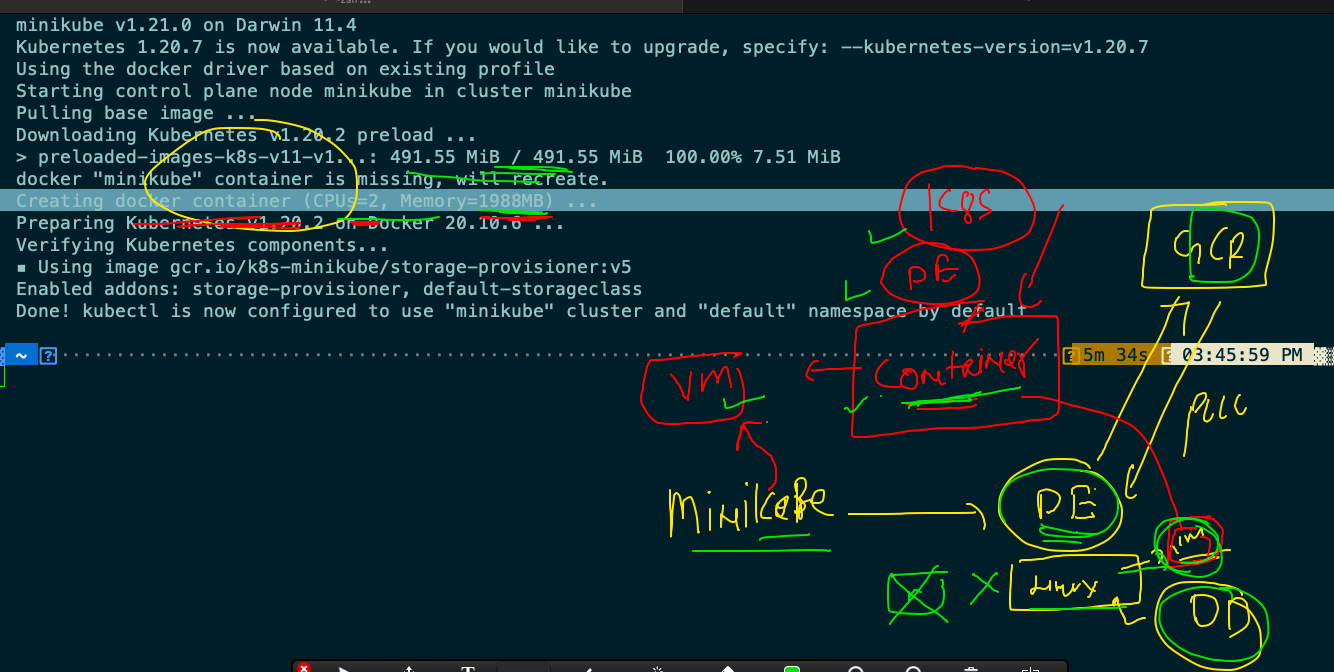 minikube v1.21.0 on Darwin 11.4
Kubernetes 1.20.7 is now available. If you would like to upgrade, specify: --kubernetes-version=v1.20.7
Using the docker driver based on existing profile
Starting control plane node minikube in cluster minikube
Pulling base image ...
Downloading Kubernetes v1.20.2 preload ...
> preloaded-images-k8s-v11-v1...: 491.55 MiB / 491.55 MiB  100.00% 7.51 MiB
docker "minikube" container is missing, will recreate.
Creating docker container (CPUs=2, Memory=1988MB) ...
Preparing Kubernetes v1.20.2 on Docker 20.10.6 ...
Verifying Kubernetes components...
▪ Using image gcr.io/k8s-minikube/storage-provisioner:v5
Enabled addons: storage-provisioner, default-storageclass
Done! kubectl is now configured to use "minikube" cluster and "default" namespace by default
~ ? 5m 34s 03:45:59 PM
K8S
GCR
DE
VM
Container
Pull
Minikube
DE
im
Linux
DD